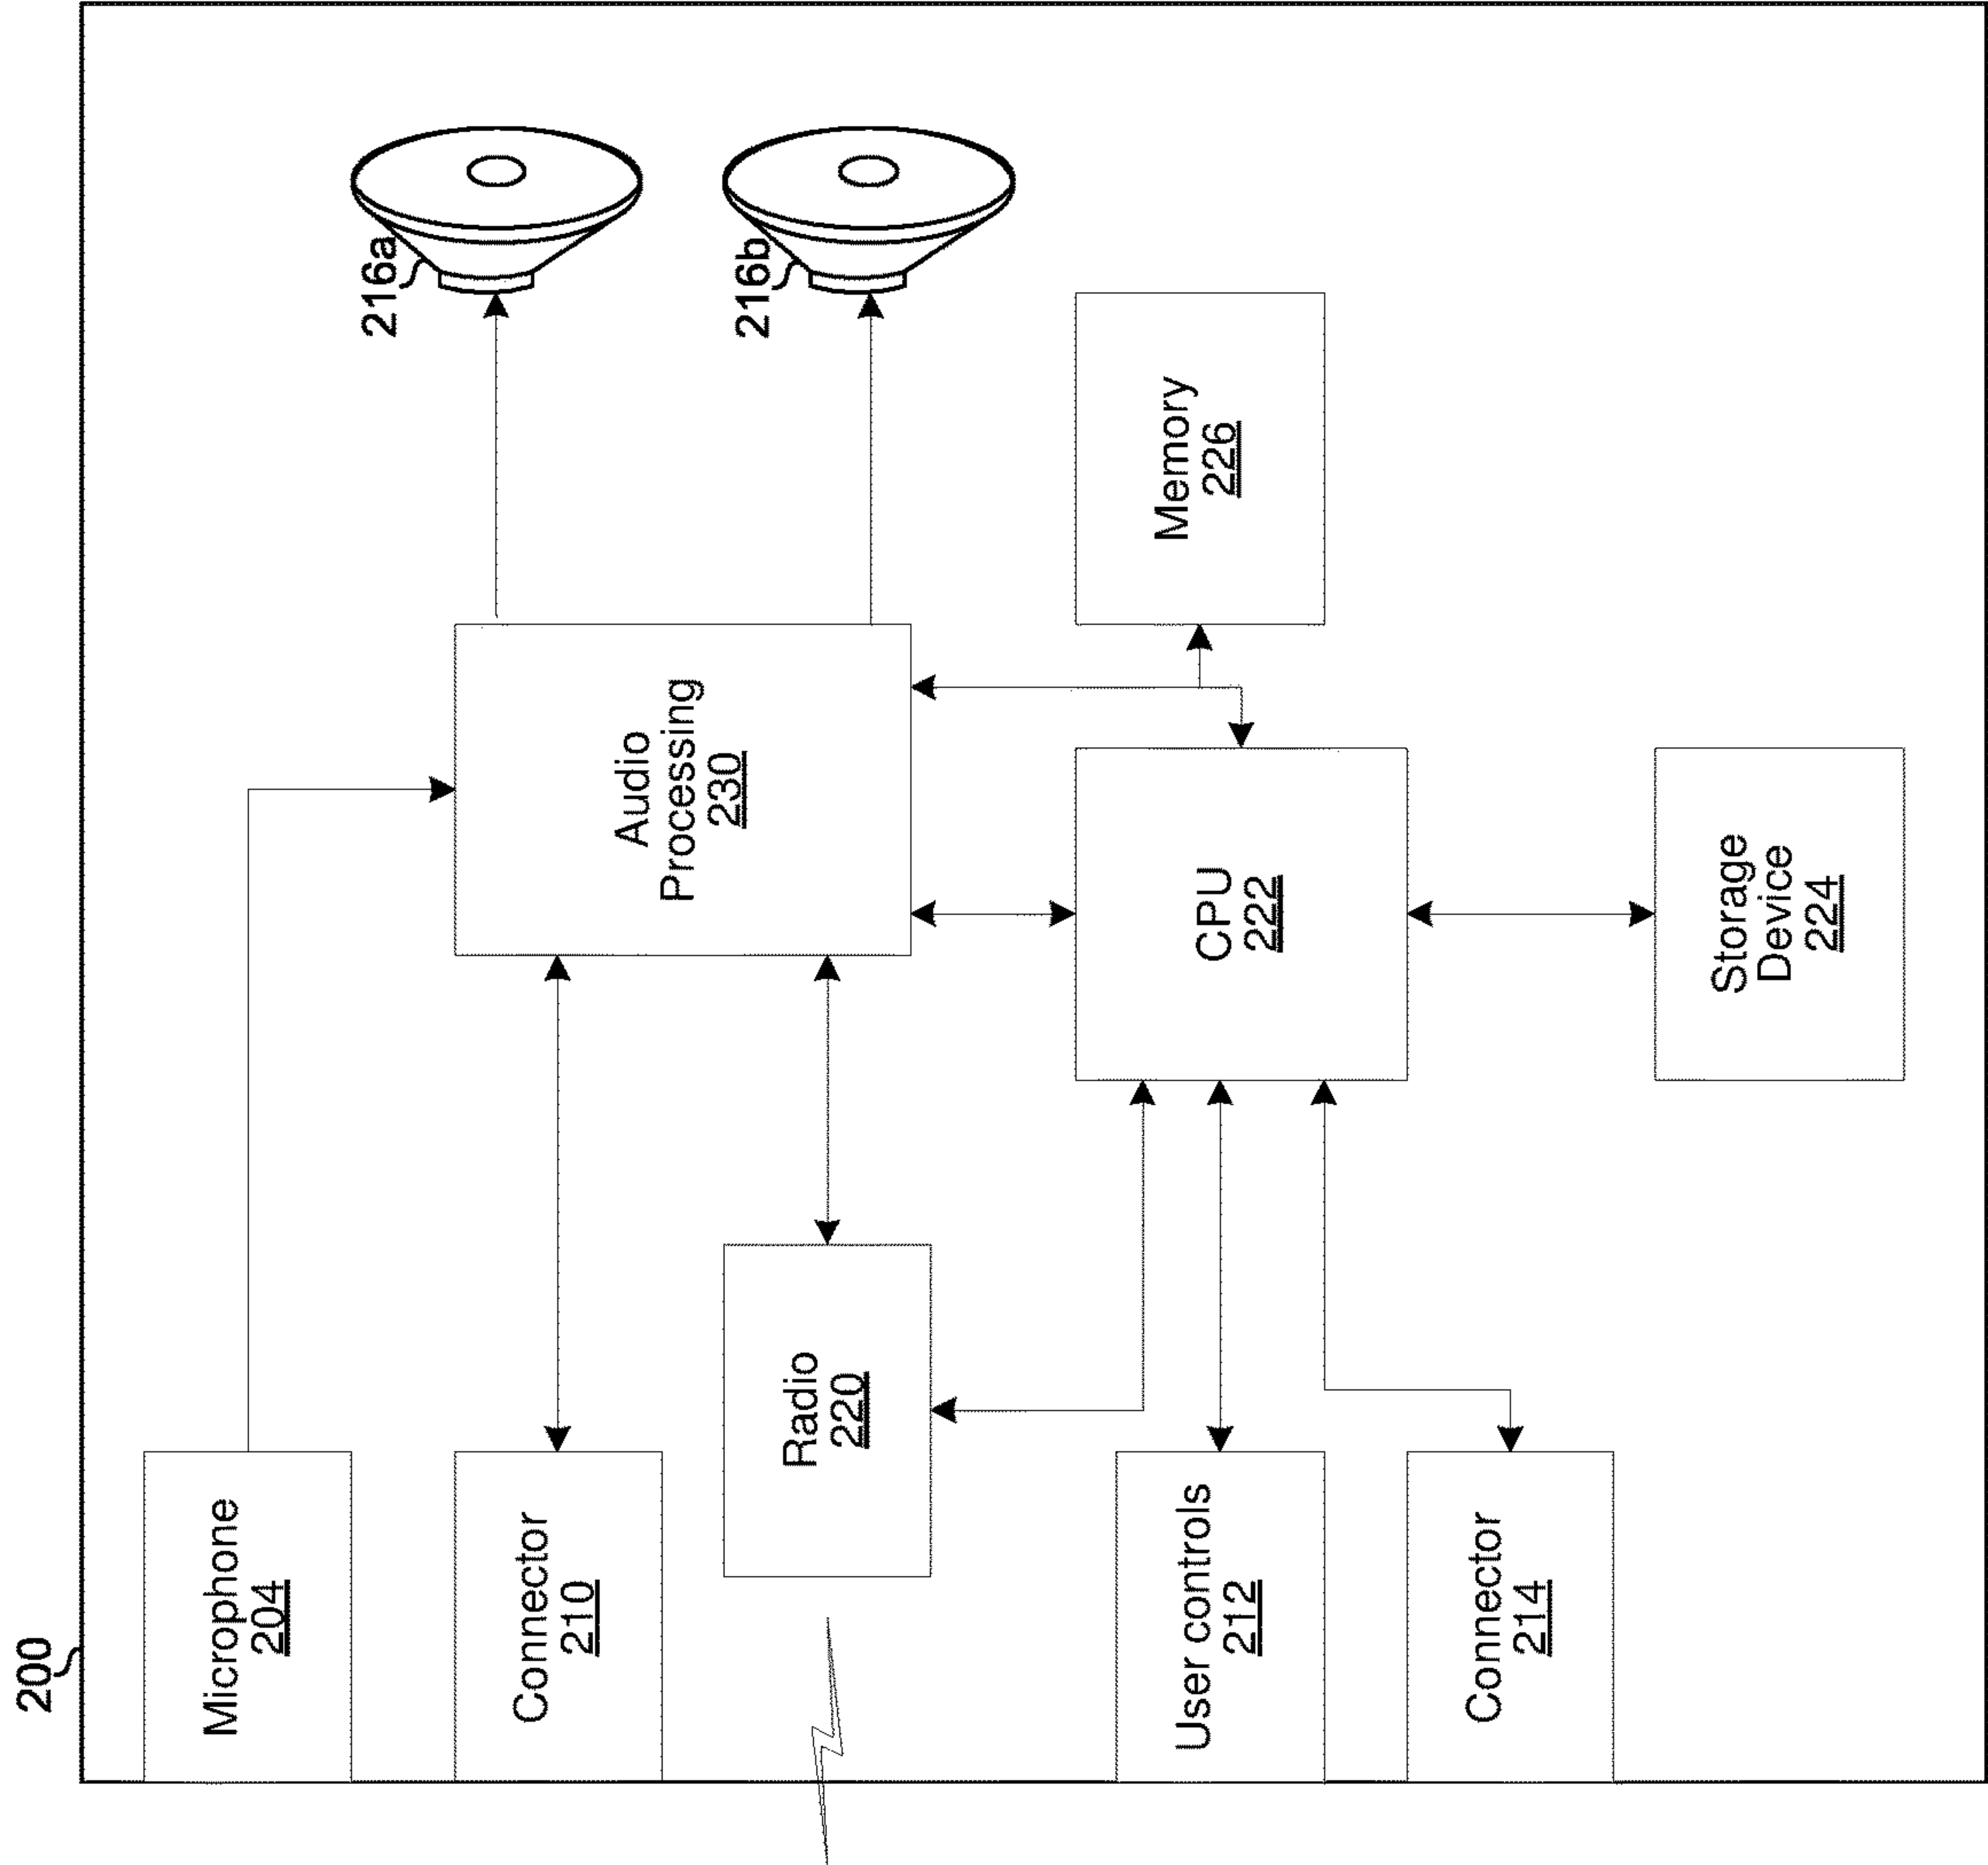 200
Microphone
204
Connector
210
Radio
220
User controls
212
Connector
214
Audio
Processing
230
CPU
222
Storage
Device
224
Memory
226
216a
216b